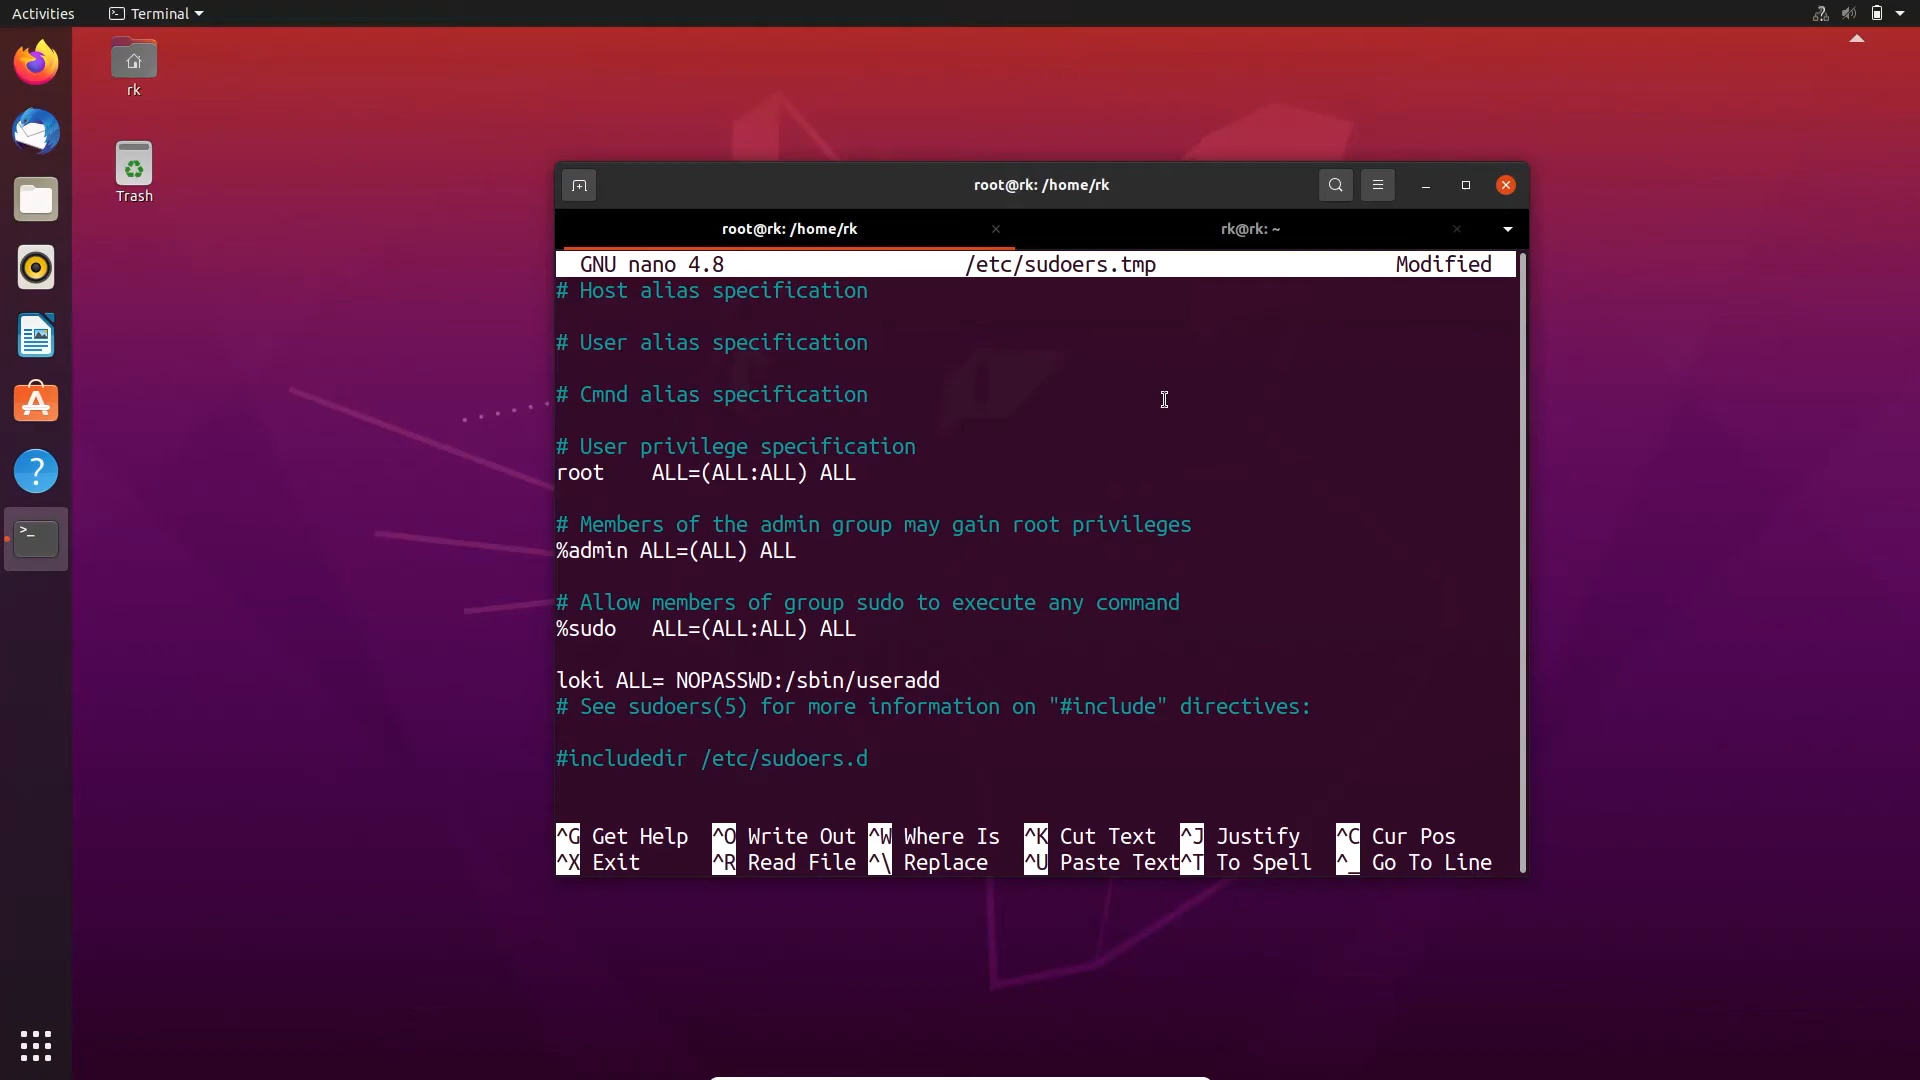 Activities
Terminal
rk
Trash
root@rk: /home/rk
root@rk: /home/rk
rk@rk: ~
GNU nano 4.8 /etc/sudoers.tmp Modified
# Host alias specification
# User alias specification
# Cmnd alias specification
# User privilege specification
root ALL=(ALL:ALL) ALL
# Members of the admin group may gain root privileges
%admin ALL=(ALL) ALL
# Allow members of group sudo to execute any command
%sudo ALL=(ALL:ALL) ALL
loki ALL= NOPASSWD:/sbin/useradd
# See sudoers(5) for more information on "#include" directives:
#includedir /etc/sudoers.d
^G Get Help ^O Write Out ^W Where Is ^K Cut Text ^J Justify ^C Cur Pos
^X Exit ^R Read File ^\ Replace ^U Paste Text^T To Spell ^_ Go To Line